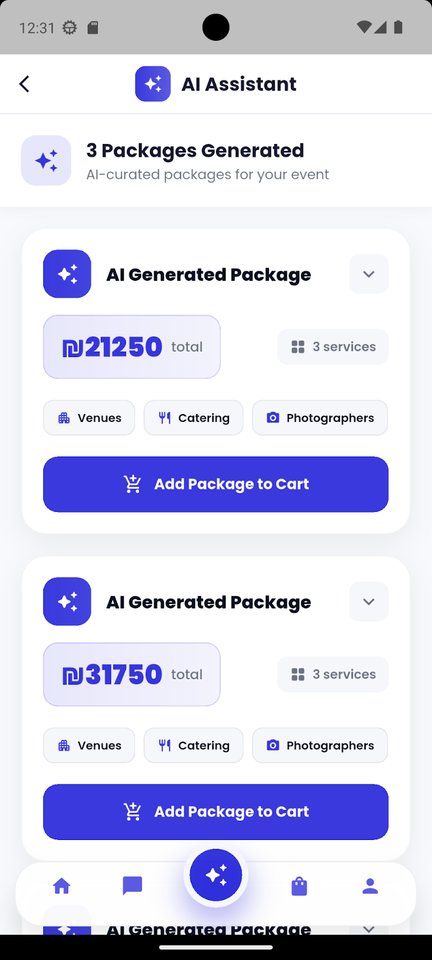 12:31
AI Assistant
3 Packages Generated
AI-curated packages for your event
AI Generated Package
₪21250 total
3 services
Venues
Catering
Photographers
Add Package to Cart
AI Generated Package
₪31750 total
3 services
Venues
Catering
Photographers
Add Package to Cart
AI Generated Package